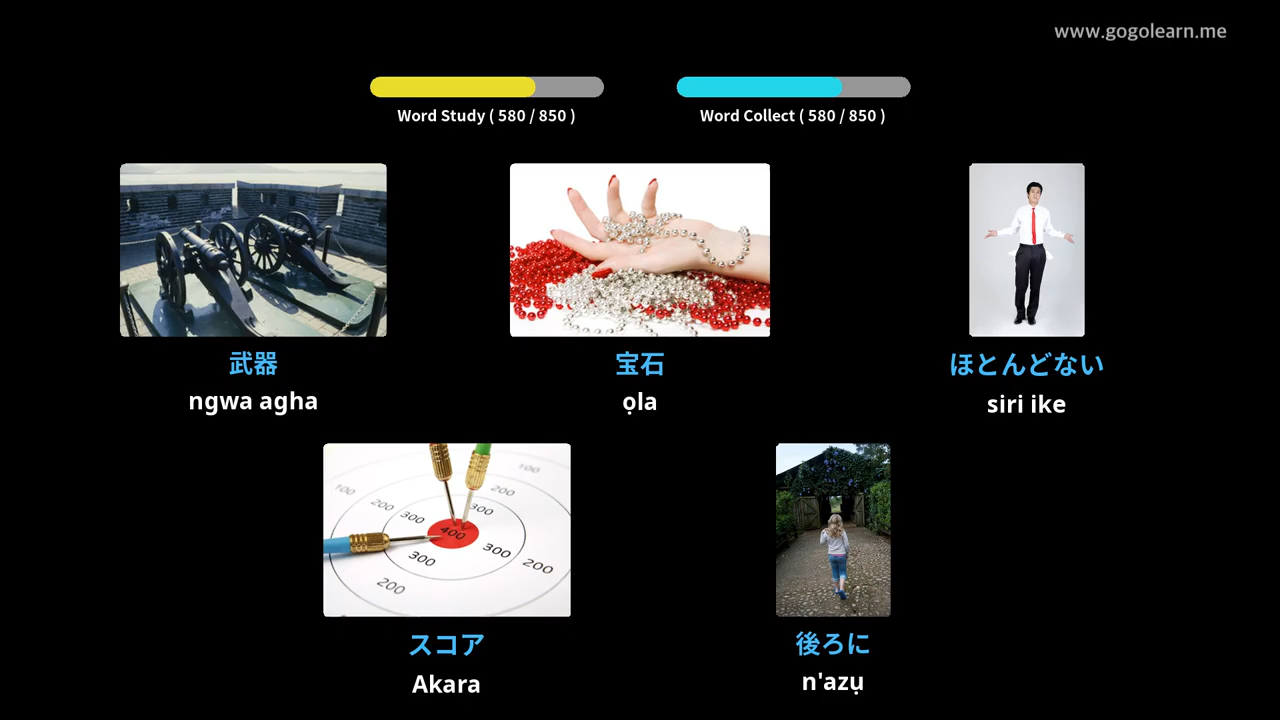 www.gogolearn.me
Word Study ( 580 / 850 )
Word Collect ( 580 / 850 )
武器
ngwa agha
宝石
ọla
ほとんどない
siri ike
100
200
300
400
300
200
100
300
200
300
200
スコア
Akara
後ろに
n'azụ